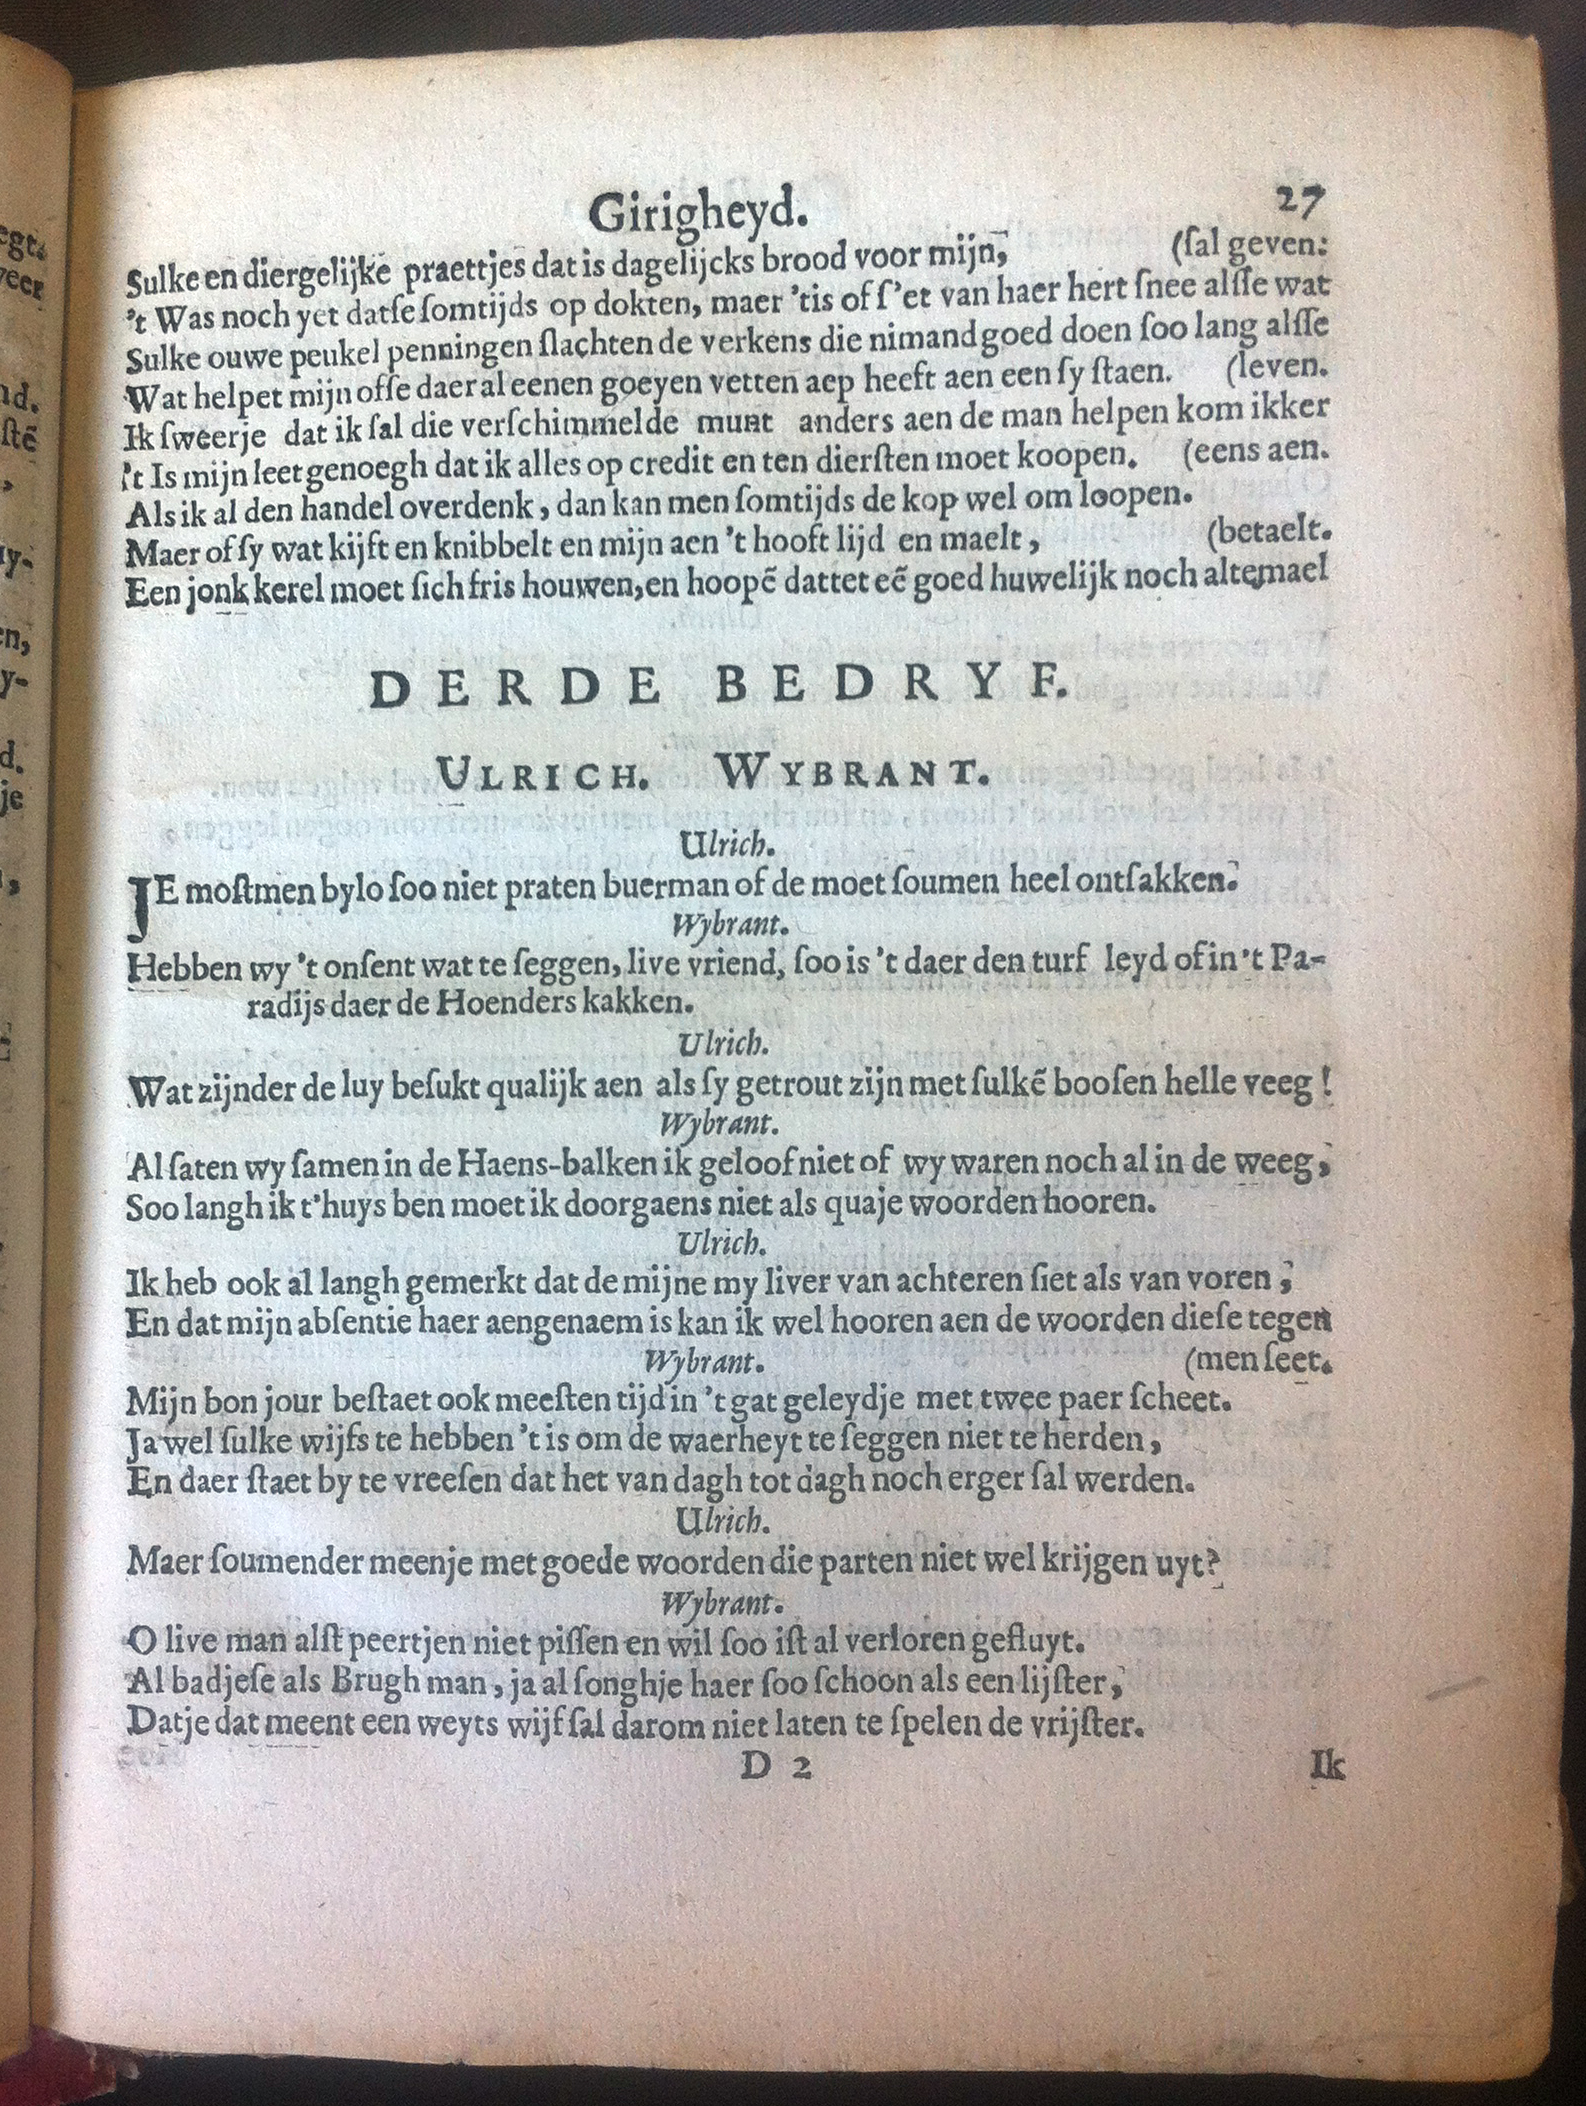 Girigheyd. 27
Sulke en diergelijke praettjes dat is dagelijcks brood voor mijn, (ſal geven:
't Was noch yet datſe ſomtijds op dokten, maer 'tis of ſ'et van haer hert ſnee alſſe wat
Sulke ouwe peukel penningen ſlachten de verkens die nimand goed doen ſoo lang alſſe
Wat helpet mijn ofſe daer al eenen goeyen vetten aep heeft aen een ſy ſtaen. (leven.
Ik ſweerje dat ik ſal die verſchimmelde munt anders aen de man helpen kom ikker
't Is mijn leet genoegh dat ik alles op credit en ten dierſten moet koopen. (eens aen.
Als ik al den handel overdenk, dan kan men ſomtijds de kop wel om loopen.
Maer of ſy wat kijft en knibbelt en mijn aen 't hooft lijd en maelt, (betaelt.
Een jonk kerel moet ſich fris houwen, en hoopẽ dattet eẽ goed huwelijk noch altemael
DERDE BEDRYF.
ULRICH. WYBRANT.
Ulrich.
JE moſtmen bylo ſoo niet praten buerman of de moet ſoumen heel ontſakken.
Wybrant.
Hebben wy 't onſent wat te ſeggen, live vriend, ſoo is 't daer den turf leyd of in 't Pa-
radijs daer de Hoenders kakken.
Ulrich.
Wat zijnder de luy beſukt qualijk aen als ſy getrout zijn met ſulkẽ booſen helle veeg!
Wybrant.
Al ſaten wy ſamen in de Haens-balken ik geloof niet of wy waren noch al in de weeg,
Soo langh ik t'huys ben moet ik doorgaens niet als quaje woorden hooren.
Ulrich.
Ik heb ook al langh gemerkt dat de mijne my liver van achteren ſiet als van voren,
En dat mijn abſentie haer aengenaem is kan ik wel hooren aen de woorden dieſe tegen
Wybrant. (men ſeet.
Mijn bon jour beſtaet ook meeſten tijd in 't gat geleydje met twee paer ſcheet.
Ja wel ſulke wijfs te hebben 't is om de waerheyt te ſeggen niet te herden,
En daer ſtaet by te vreeſen dat het van dagh tot dagh noch erger ſal werden.
Ulrich.
Maer ſoumender meenje met goede woorden die parten niet wel krijgen uyt?
Wybrant.
O live man alſt peertjen niet piſſen en wil ſoo iſt al verloren gefluyt.
Al badjeſe als Brugh man, ja al ſonghje haer ſoo ſchoon als een lijſter,
Datje dat meent een weyts wijf ſal darom niet laten te ſpelen de vrijſter.
D 2 Ik